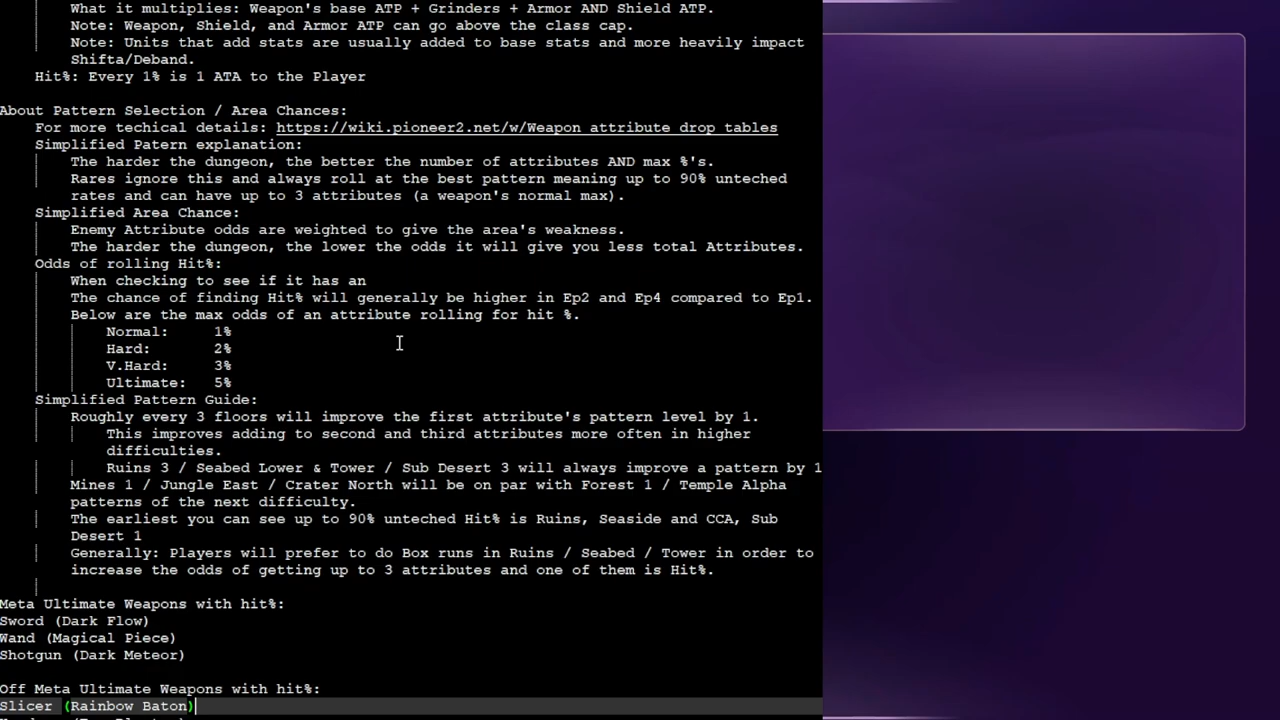 What it multiplies: Weapon's base ATP + Grinders + Armor AND Shield ATP.
Note: Weapon, Shield, and Armor ATP can go above the class cap.
Note: Units that add stats are usually added to base stats and more heavily impact
Shifta/Deband.
Hit%: Every 1% is 1 ATA to the Player
About Pattern Selection / Area Chances:
For more techical details: https://wiki.pioneer2.net/w/Weapon_attribute_drop_tables
Simplified Patern explanation:
The harder the dungeon, the better the number of attributes AND max %'s.
Rares ignore this and always roll at the best pattern meaning up to 90% unteched
rates and can have up to 3 attributes (a weapon's normal max).
Simplified Area Chance:
Enemy Attribute odds are weighted to give the area's weakness.
The harder the dungeon, the lower the odds it will give you less total Attributes.
Odds of rolling Hit%:
When checking to see if it has an
The chance of finding Hit% will generally be higher in Ep2 and Ep4 compared to Ep1.
Below are the max odds of an attribute rolling for hit %.
Normal: 1%
Hard: 2%
V.Hard: 3%
Ultimate: 5%
Simplified Pattern Guide:
Roughly every 3 floors will improve the first attribute's pattern level by 1.
This improves adding to second and third attributes more often in higher
difficulties.
Ruins 3 / Seabed Lower & Tower / Sub Desert 3 will always improve a pattern by 1
Mines 1 / Jungle East / Crater North will be on par with Forest 1 / Temple Alpha
patterns of the next difficulty.
The earliest you can see up to 90% unteched Hit% is Ruins, Seaside and CCA, Sub
Desert 1
Generally: Players will prefer to do Box runs in Ruins / Seabed / Tower in order to
increase the odds of getting up to 3 attributes and one of them is Hit%.
Meta Ultimate Weapons with hit%:
Sword (Dark Flow)
Wand (Magical Piece)
Shotgun (Dark Meteor)
Off Meta Ultimate Weapons with hit%:
Slicer (Rainbow Baton)